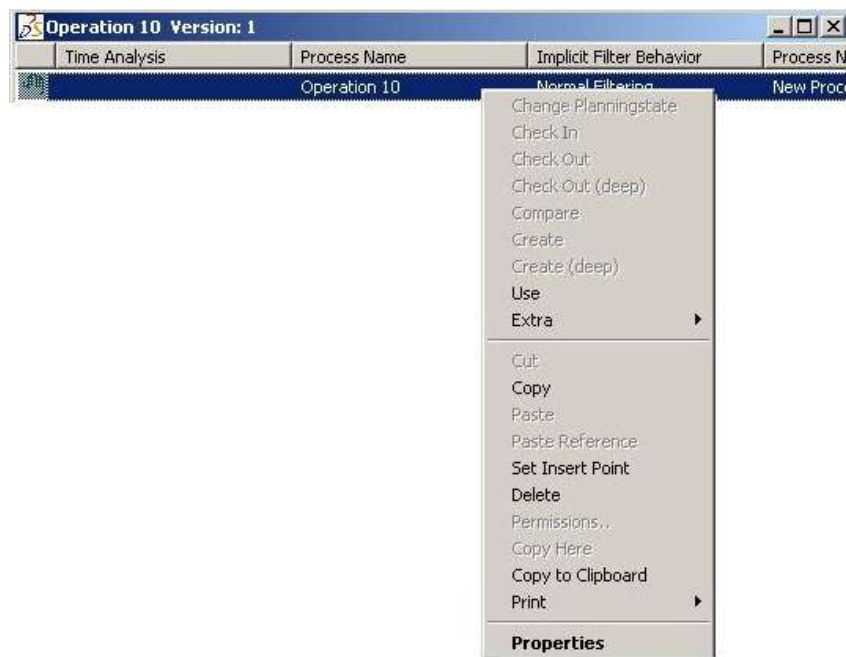 Operation 10 Version: 1
Time Analysis Process Name Implicit Filter Behavior Process N
Operation 10 Normal Filtering New Proc
Change Planningstate
Check In
Check Out
Check Out (deep)
Compare
Create
Create (deep)
Use
Extra
Cut
Copy
Paste
Paste Reference
Set Insert Point
Delete
Permissions..
Copy Here
Copy to Clipboard
Print
Properties